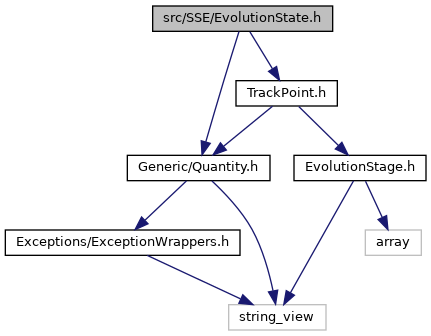 src/SSE/EvolutionState.h
TrackPoint.h
Generic/Quantity.h
EvolutionStage.h
Exceptions/ExceptionWrappers.h
array
string_view